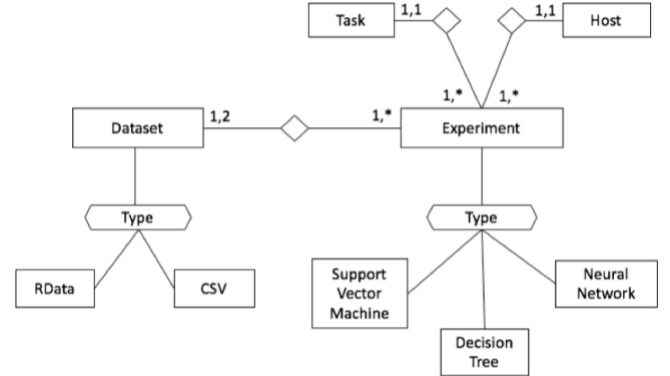 Task
1,1
1,1
Host
1,*
1,*
Dataset
1,2
1,*
Experiment
Type
Type
RData
CSV
Support
Vector
Machine
Decision
Tree
Neural
Network